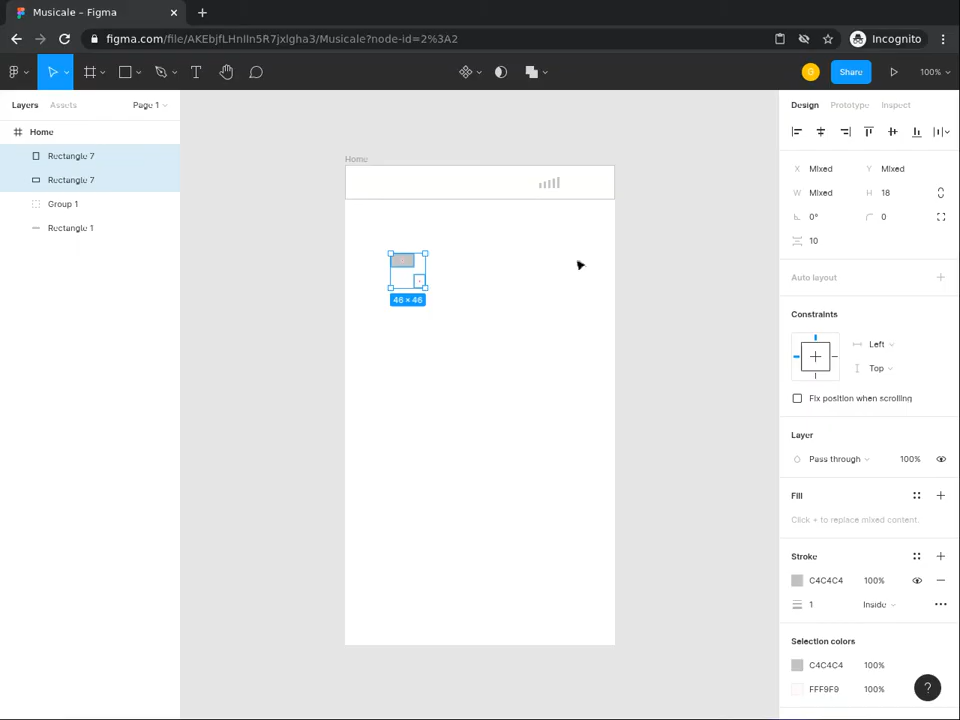 Musicale – Figma
figma.com/file/AKEbjfLHnIIn5R7jxlgha3/Musicale?node-id=2%3A2
Incognito
G
Share
100%
Layers
Assets
Page 1
Design
Prototype
Inspect
Home
Rectangle 7
Rectangle 7
Group 1
Rectangle 1
Home
46 × 46
X Mixed
Y Mixed
W Mixed
H 18
0°
0
10
Auto layout
Constraints
Left
Top
Fix position when scrolling
Layer
Pass through
100%
Fill
Click + to replace mixed content.
Stroke
C4C4C4 100%
1
Inside
Selection colors
C4C4C4 100%
FFF9F9 100%
?